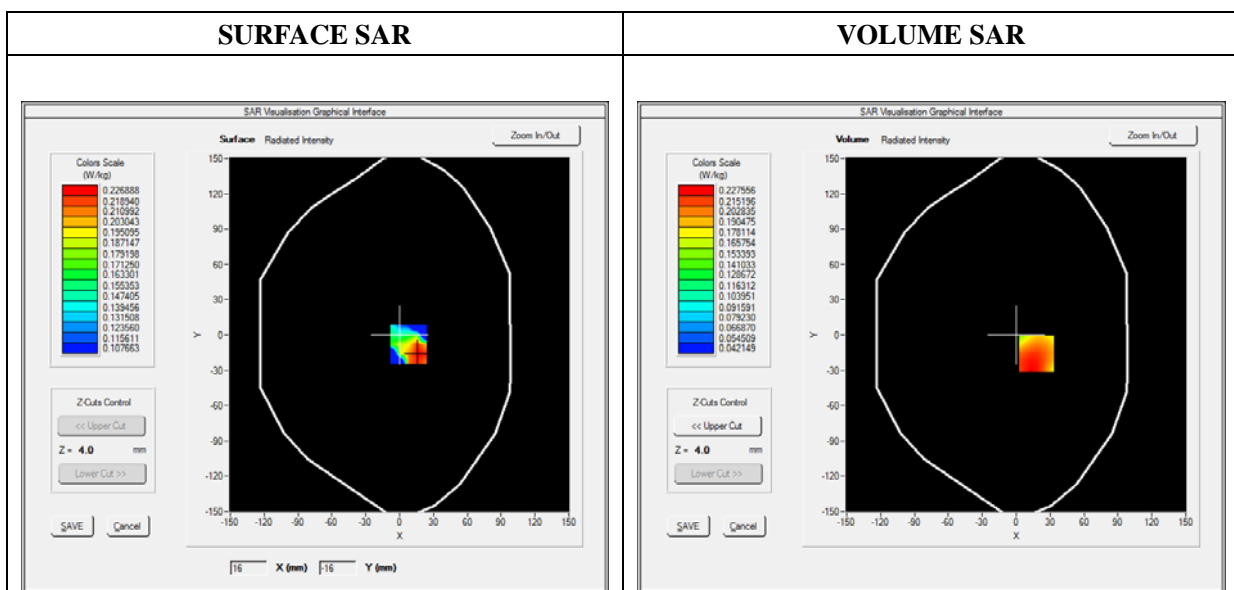 SURFACE SAR
VOLUME SAR
SAR Visualisation Graphical Interface
Surface Radiated Intensity
Zoom In/Out
Colors Scale
(W/kg)
0.226888
0.218940
0.210992
0.203043
0.195095
0.187147
0.179198
0.171250
0.163301
0.155353
0.147405
0.139456
0.131508
0.123560
0.115611
0.107663
150
120
90
60
30
0
-30
-60
-90
-120
-150
Y
-150 -120 -90 -60 -30 0 30 60 90 120 150
X
Z-Cuts Control
<< Upper Cut
Z = 4.0 mm
Lower Cut >>
SAVE Cancel
16 X (mm) -16 Y (mm)
SAR Visualisation Graphical Interface
Volume Radiated Intensity
Zoom In/Out
Colors Scale
(W/kg)
0.227556
0.215196
0.202835
0.190475
0.178114
0.165754
0.153393
0.141033
0.128672
0.116312
0.103951
0.091591
0.079230
0.066870
0.054509
0.042149
150
120
90
60
30
0
-30
-60
-90
-120
-150
Y
-150 -120 -90 -60 -30 0 30 60 90 120 150
X
Z-Cuts Control
<< Upper Cut
Z = 4.0 mm
Lower Cut >>
SAVE Cancel